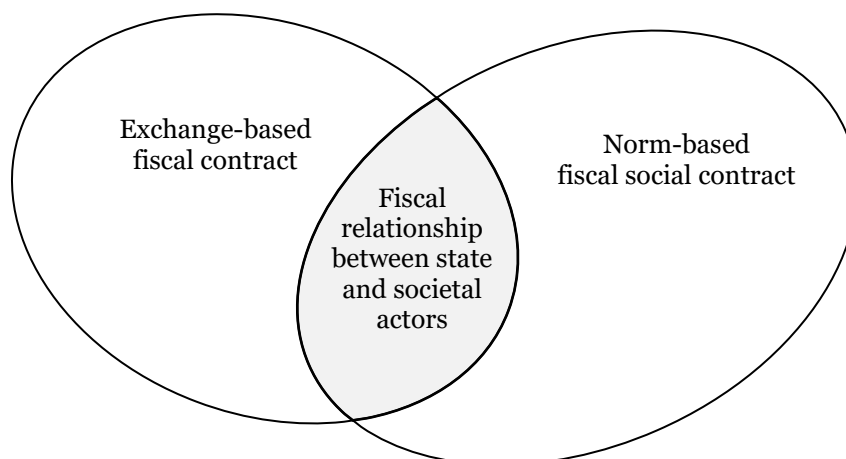 Exchange-based
fiscal contract
Norm-based
fiscal social contract
Fiscal
relationship
between state
and societal
actors